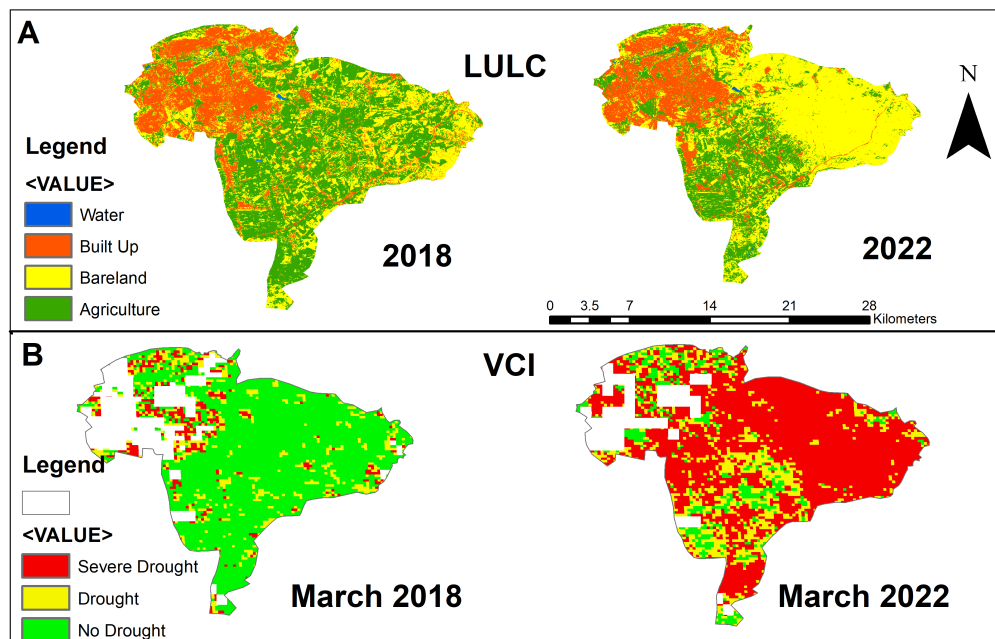 A
LULC
N
Legend
<VALUE>
Water
Built Up
Bareland
Agriculture
2018
2022
0 3.5 7 14 21 28
Kilometers
B
VCI
Legend
<VALUE>
Severe Drought
Drought
No Drought
March 2018
March 2022